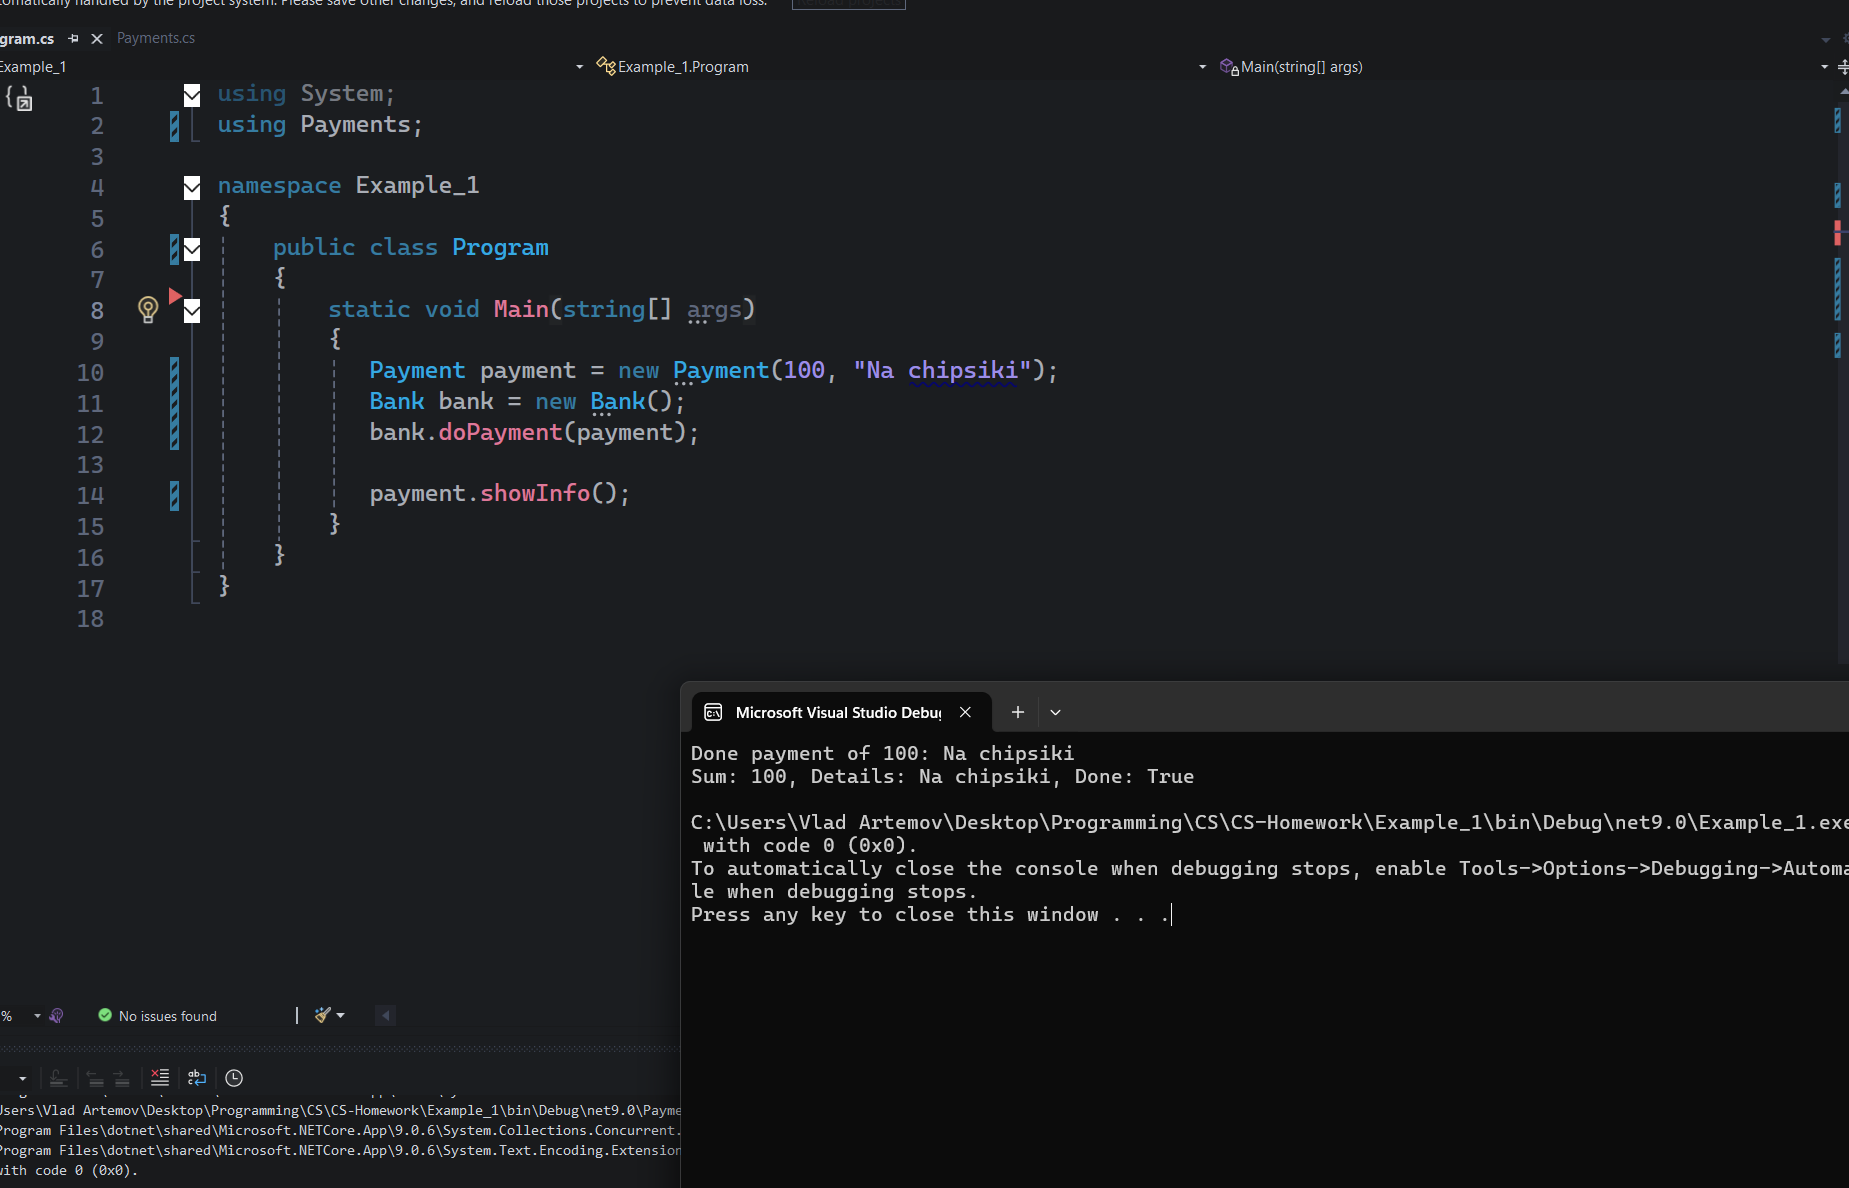 omatically handled by the project system. Please save other changes, and reload those projects to prevent data loss. Reload projects
gram.cs Payments.cs
Example_1 Example_1.Program Main(string[] args)
1 using System;
2 using Payments;
3
4 namespace Example_1
5 {
6 public class Program
7 {
8 static void Main(string[] args)
9 {
10 Payment payment = new Payment(100, "Na chipsiki");
11 Bank bank = new Bank();
12 bank.doPayment(payment);
13
14 payment.showInfo();
15 }
16 }
17 }
18
Microsoft Visual Studio Debu
Done payment of 100: Na chipsiki
Sum: 100, Details: Na chipsiki, Done: True
C:\Users\Vlad Artemov\Desktop\Programming\CS\CS-Homework\Example_1\bin\Debug\net9.0\Example_1.exe
with code 0 (0x0).
To automatically close the console when debugging stops, enable Tools->Options->Debugging->Automa
le when debugging stops.
Press any key to close this window . . .
% No issues found
Users\Vlad Artemov\Desktop\Programming\CS\CS-Homework\Example_1\bin\Debug\net9.0\Payme
Program Files\dotnet\shared\Microsoft.NETCore.App\9.0.6\System.Collections.Concurrent.
Program Files\dotnet\shared\Microsoft.NETCore.App\9.0.6\System.Text.Encoding.Extension
with code 0 (0x0).